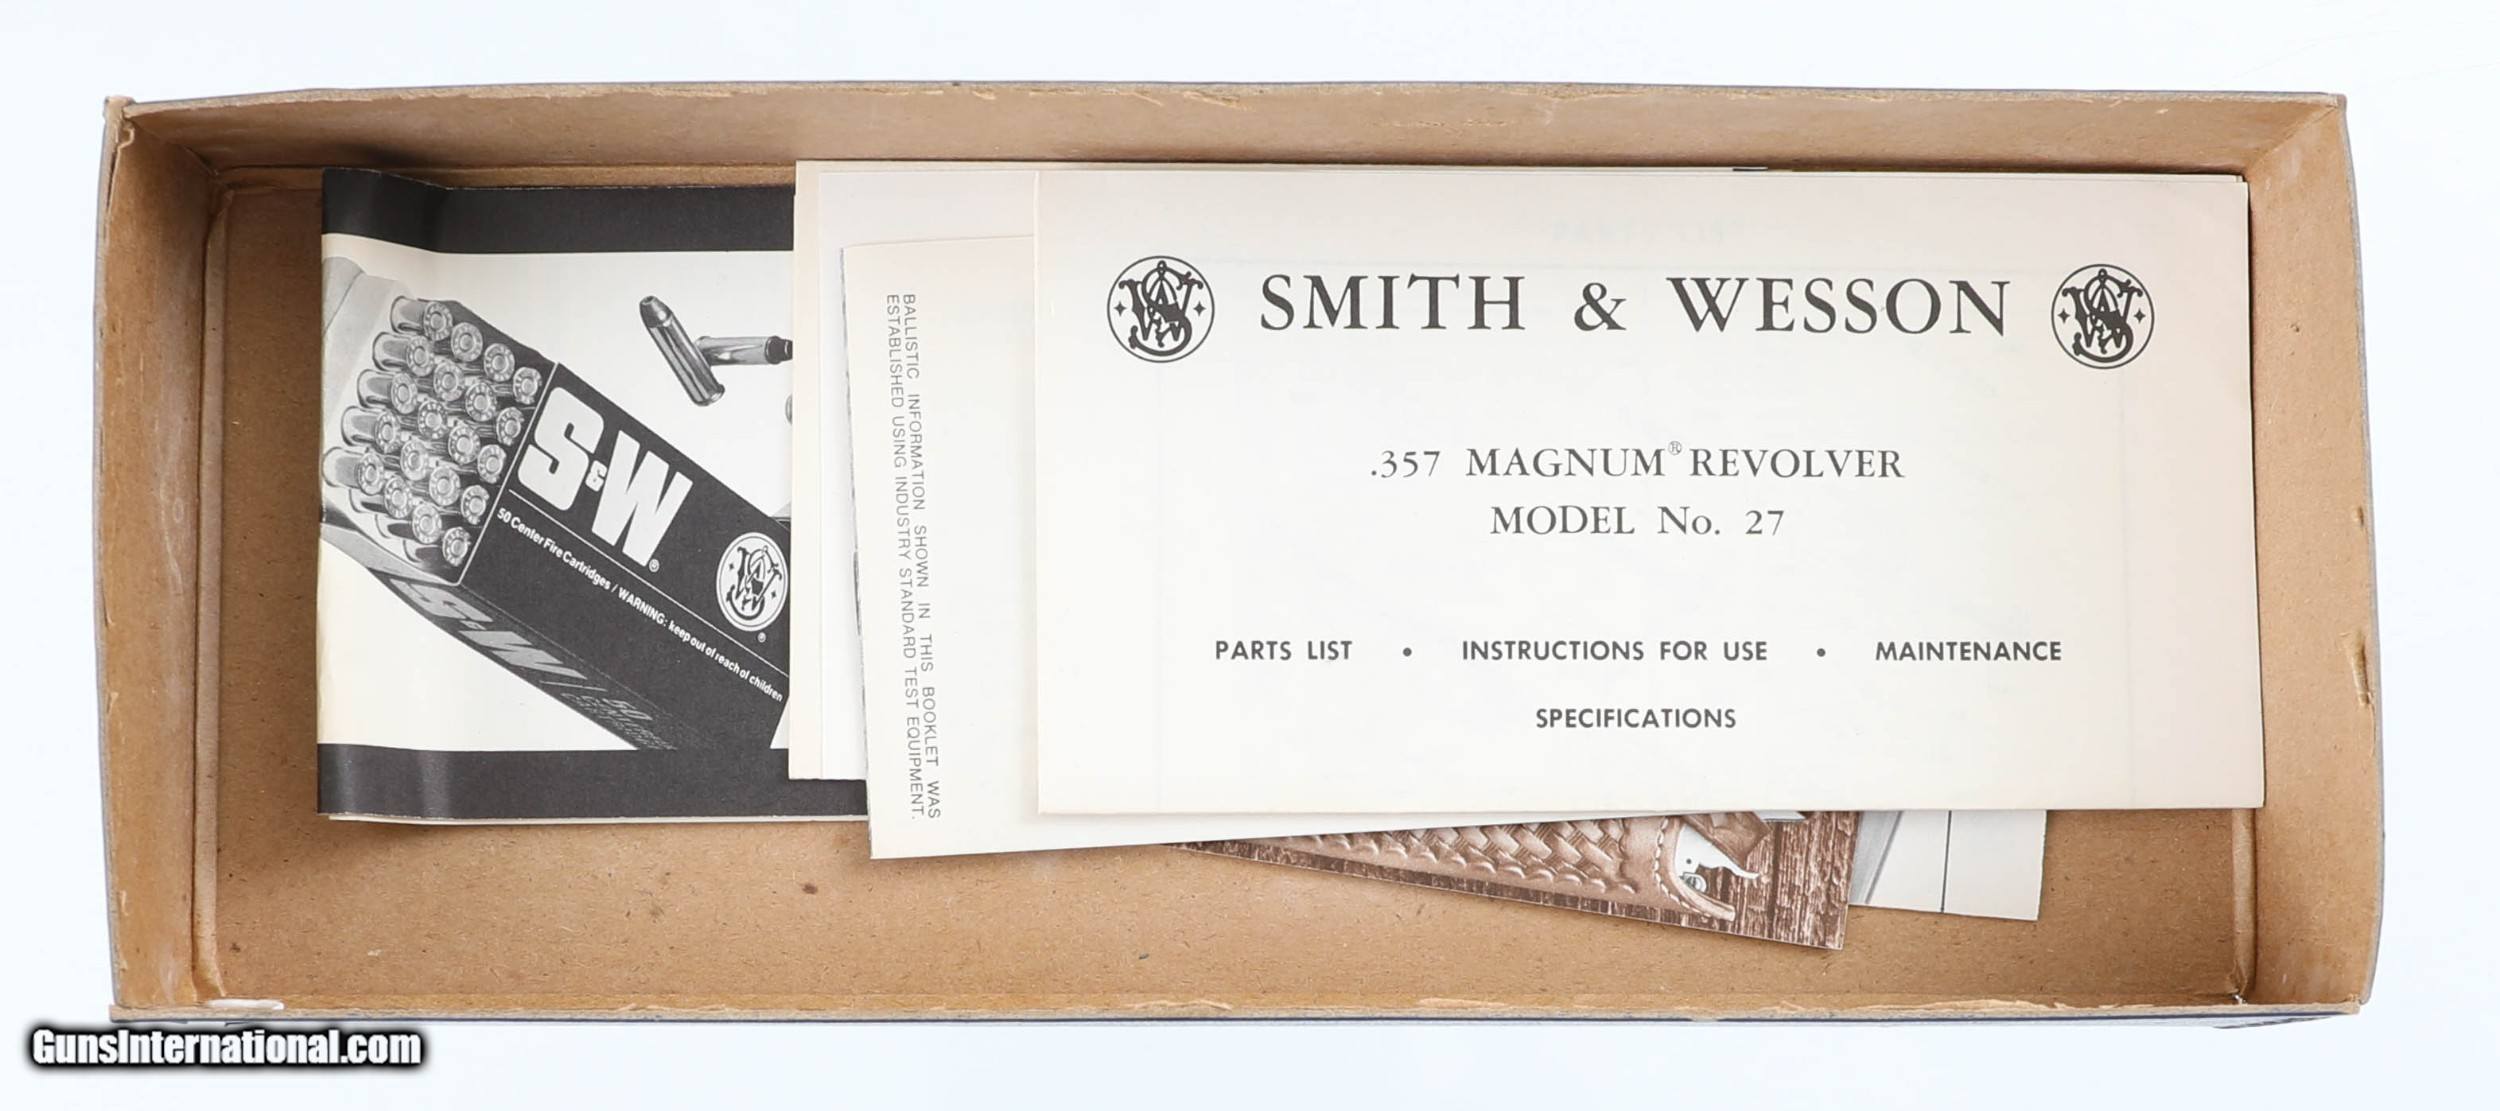 S&W®
50 Center Fire Cartridges / WARNING: keep out of reach of children
S&W
50
BALLISTIC INFORMATION SHOWN IN THIS BOOKLET WAS
ESTABLISHED USING INDUSTRY STANDARD TEST EQUIPMENT.
SMITH & WESSON
.357 MAGNUM® REVOLVER
MODEL No. 27
PARTS LIST • INSTRUCTIONS FOR USE • MAINTENANCE
SPECIFICATIONS
GunsInternational.com